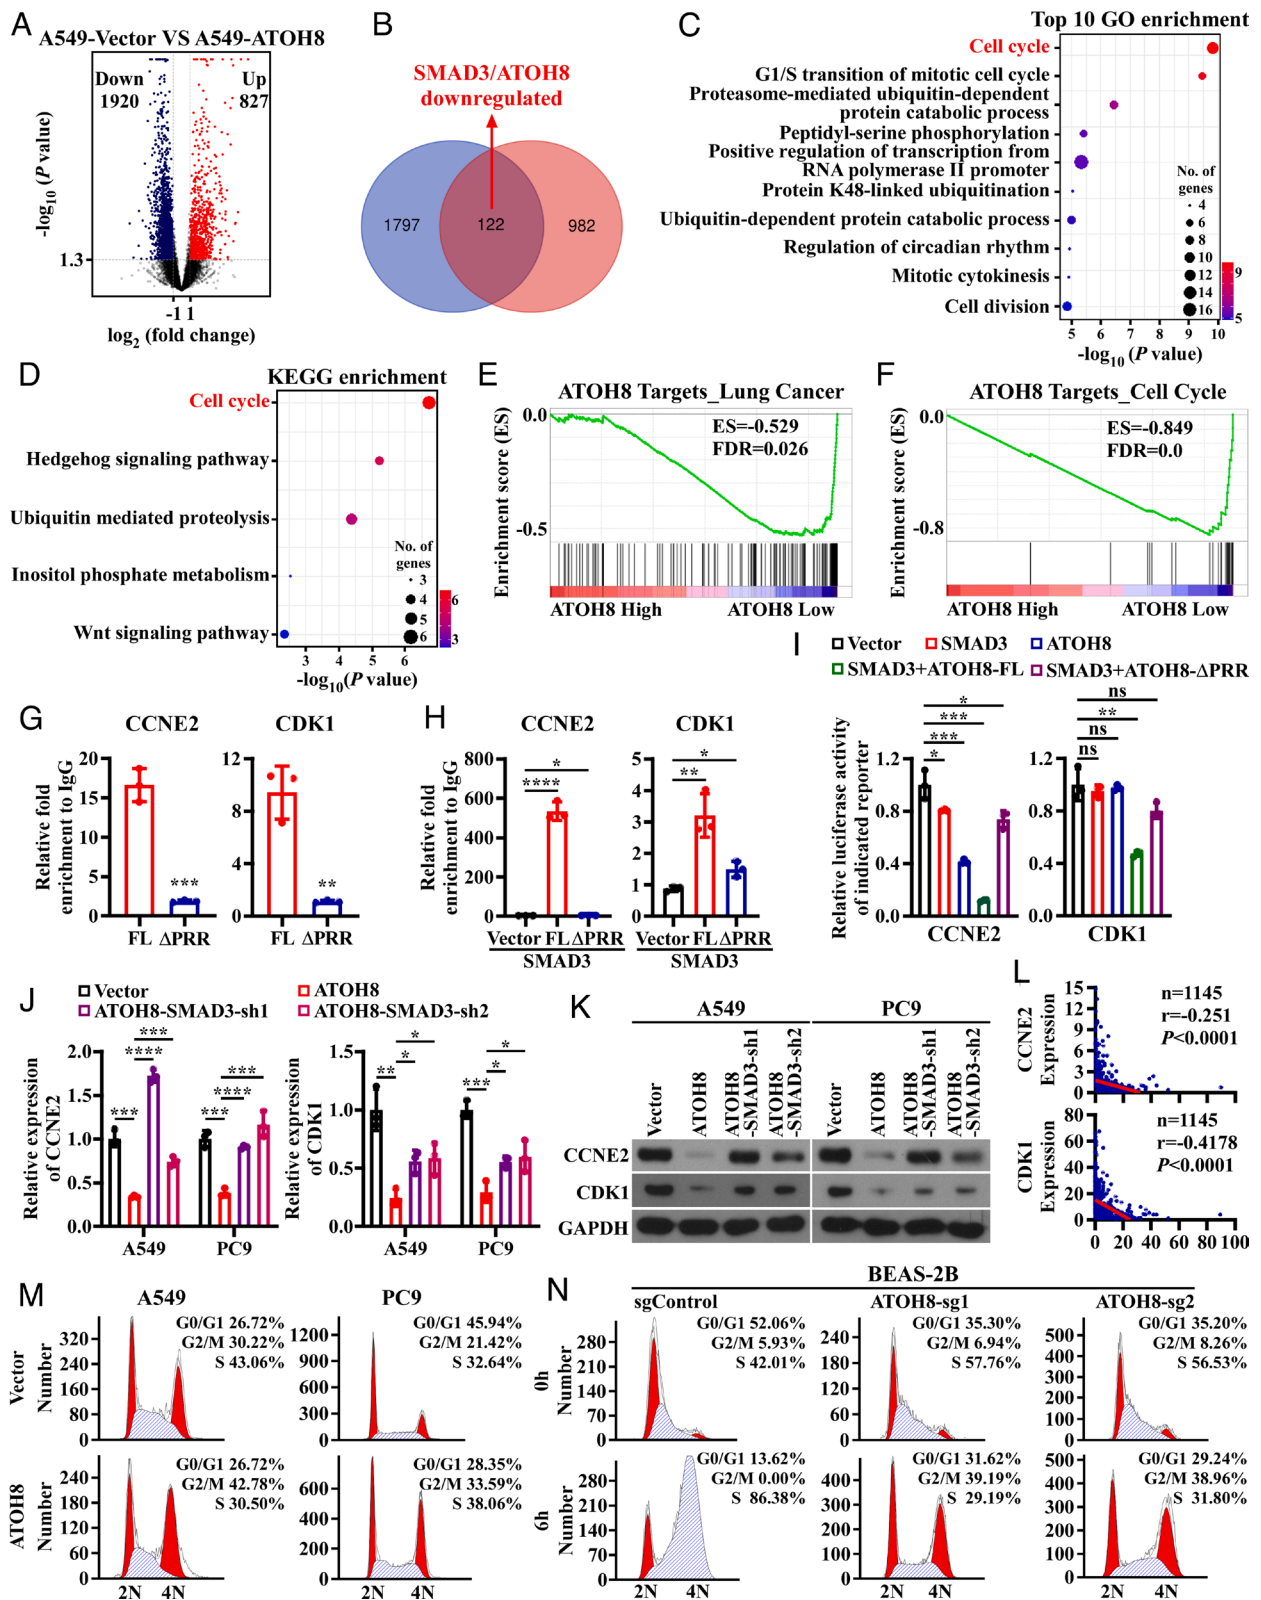 A
A549-Vector VS A549-ATOH8
Down
1920
Up
827
-log10 (P value)
1.3
-1 1
log2 (fold change)
B
SMAD3/ATOH8
downregulated
1797
122
982
C
Top 10 GO enrichment
Cell cycle
G1/S transition of mitotic cell cycle
Proteasome-mediated ubiquitin-dependent
protein catabolic process
Peptidyl-serine phosphorylation
Positive regulation of transcription from
RNA polymerase II promoter
Protein K48-linked ubiquitination
Ubiquitin-dependent protein catabolic process
Regulation of circadian rhythm
Mitotic cytokinesis
Cell division
No. of
genes
4
6
8
10
12
14
16
9
5
5 6 7 8 9 10
-log10 (P value)
D
KEGG enrichment
Cell cycle
Hedgehog signaling pathway
Ubiquitin mediated proteolysis
Inositol phosphate metabolism
Wnt signaling pathway
No. of
genes
3
4
5
6
6
3
3 4 5 6
-log10(P value)
E
ATOH8 Targets_Lung Cancer
Enrichment score (ES)
0.0
-0.5
ES=-0.529
FDR=0.026
ATOH8 High
ATOH8 Low
F
ATOH8 Targets_Cell Cycle
Enrichment score (ES)
0.0
-0.8
ES=-0.849
FDR=0.0
ATOH8 High
ATOH8 Low
G
CCNE2
CDK1
Relative fold
enrichment to IgG
20
15
10
5
0
***
FL ΔPRR
12
8
4
0
**
FL ΔPRR
H
CCNE2
CDK1
Relative fold
enrichment to IgG
800
600
400
200
0
*
****
Vector FL ΔPRR
SMAD3
5
4
3
2
1
0
*
**
Vector FL ΔPRR
SMAD3
I
Vector
SMAD3
ATOH8
SMAD3+ATOH8-FL
SMAD3+ATOH8-ΔPRR
Relative luciferase activity
of indicated reporter
1.2
0.8
0.4
0.0
*
***
***
*
CCNE2
1.2
0.8
0.4
0.0
ns
**
ns
ns
CDK1
J
Vector
ATOH8
ATOH8-SMAD3-sh1
ATOH8-SMAD3-sh2
Relative expression
of CCNE2
2.0
1.5
1.0
0.5
0.0
***
****
***
***
****
***
A549
PC9
Relative expression
of CDK1
1.5
1.0
0.5
0.0
*
*
**
*
*
***
A549
PC9
K
A549
PC9
Vector
ATOH8
ATOH8
-SMAD3-sh1
ATOH8
-SMAD3-sh2
Vector
ATOH8
ATOH8
-SMAD3-sh1
ATOH8
-SMAD3-sh2
CCNE2
CDK1
GAPDH
L
CCNE2
Expression
15
12
9
6
3
0
n=1145
r=-0.251
P<0.0001
CDK1
Expression
80
60
40
20
0
n=1145
r=-0.4178
P<0.0001
0 20 40 60 80 100
M
A549
PC9
Vector
Number
320
240
160
80
0
G0/G1 26.72%
G2/M 30.22%
S 43.06%
1200
900
600
300
0
G0/G1 45.94%
G2/M 21.42%
S 32.64%
ATOH8
Number
240
180
120
60
0
G0/G1 26.72%
G2/M 42.78%
S 30.50%
2N 4N
600
400
200
0
G0/G1 28.35%
G2/M 33.59%
S 38.06%
2N 4N
N
BEAS-2B
sgControl
ATOH8-sg1
ATOH8-sg2
0h
Number
280
210
140
70
0
G0/G1 52.06%
G2/M 5.93%
S 42.01%
240
180
120
60
0
G0/G1 35.30%
G2/M 6.94%
S 57.76%
500
400
300
200
100
0
G0/G1 35.20%
G2/M 8.26%
S 56.53%
6h
Number
280
210
140
70
0
G0/G1 13.62%
G2/M 0.00%
S 86.38%
2N 4N
400
300
200
100
0
G0/G1 31.62%
G2/M 39.19%
S 29.19%
2N 4N
500
400
300
200
100
0
G0/G1 29.24%
G2/M 38.96%
S 31.80%
2N 4N